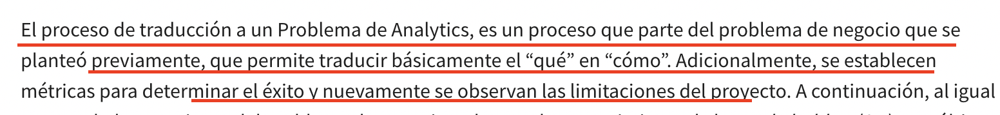 El proceso de traducción a un Problema de Analytics, es un proceso que parte del problema de negocio que se
planteó previamente, que permite traducir básicamente el “qué” en “cómo”. Adicionalmente, se establecen
métricas para determinar el éxito y nuevamente se observan las limitaciones del proyecto. A continuación, al igual